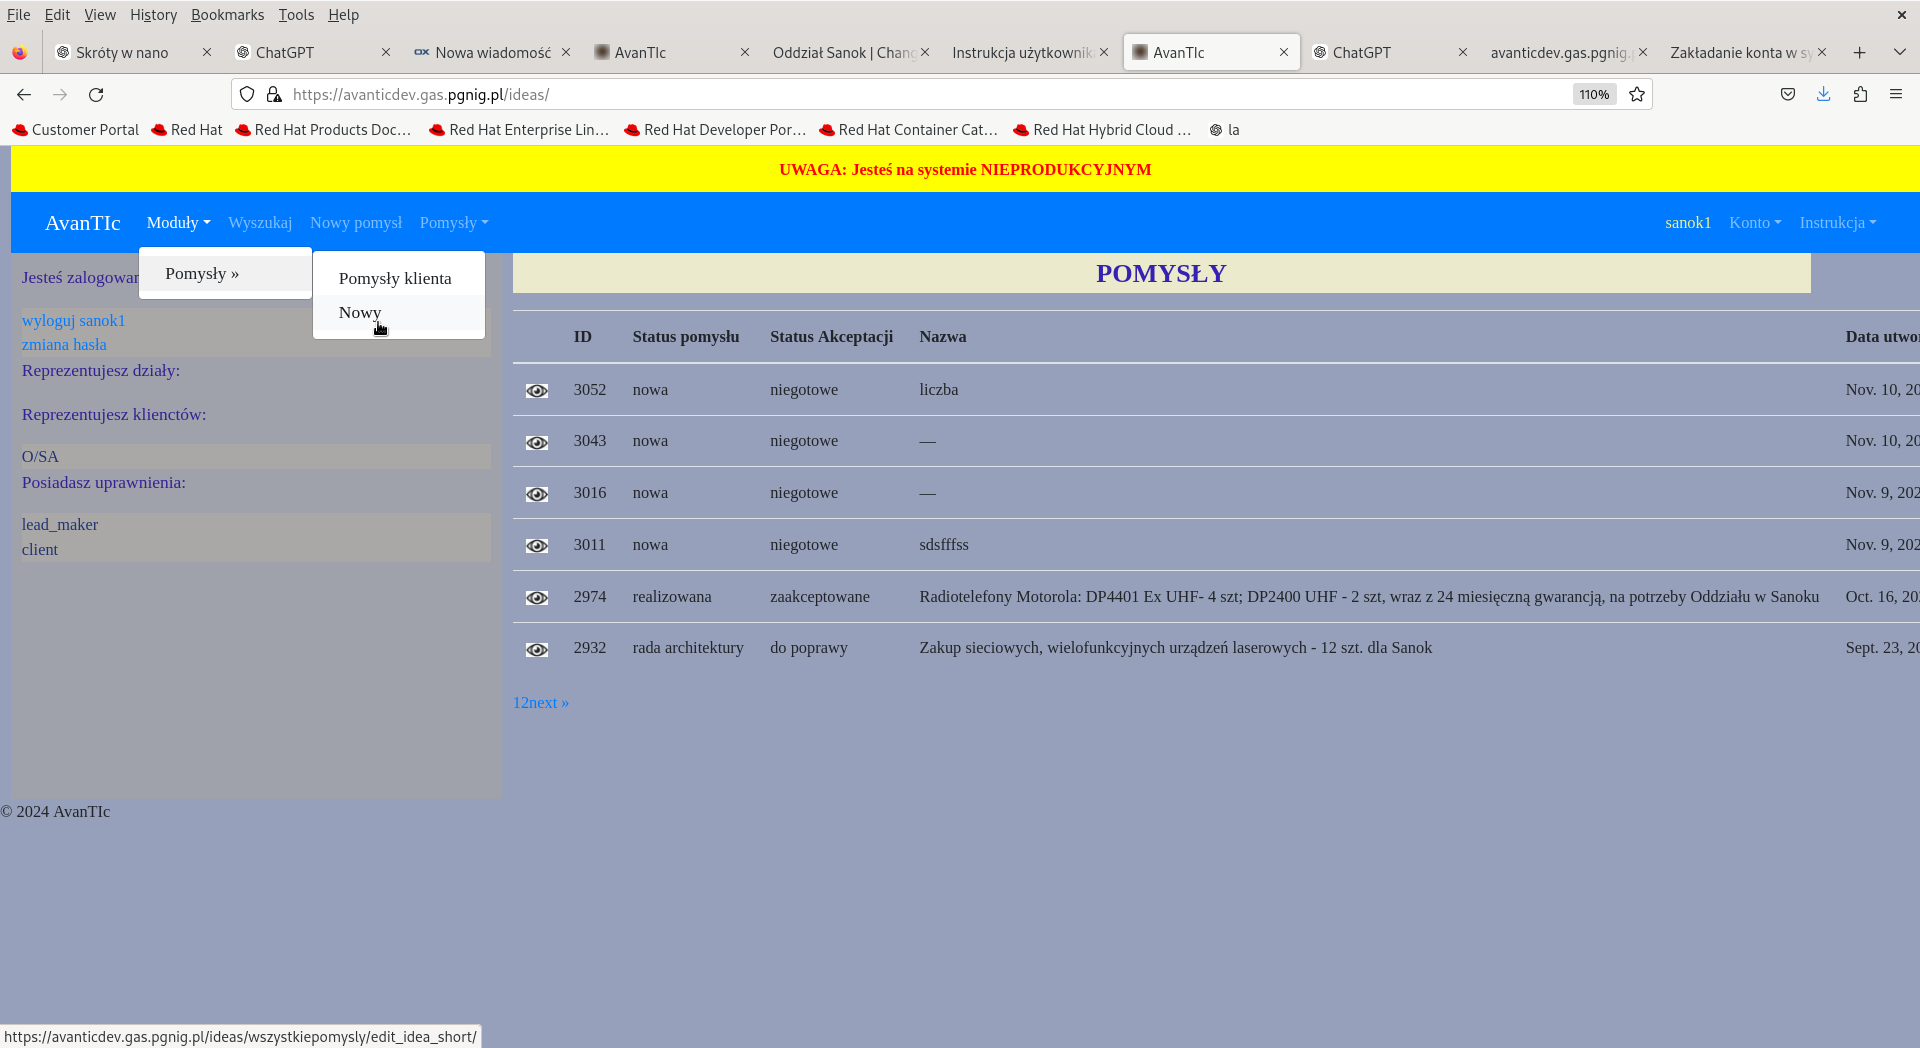 File Edit View History Bookmarks Tools Help
Skróty w nano ChatGPT Nowa wiadomość AvanTIc Oddział Sanok | Chang Instrukcja użytkownika AvanTIc ChatGPT avanticdev.gas.pgnig. Zakładanie konta w sy
https://avanticdev.gas.pgnig.pl/ideas/ 110%
Customer Portal Red Hat Red Hat Products Doc… Red Hat Enterprise Lin… Red Hat Developer Por… Red Hat Container Cat… Red Hat Hybrid Cloud … la
UWAGA: Jesteś na systemie NIEPRODUKCYJNYM
AvanTIc Moduły Wyszukaj Nowy pomysł Pomysły sanok1 Konto Instrukcja
Pomysły »
Pomysły klienta
Nowy
Jesteś zalogowan
wyloguj sanok1
zmiana hasła
Reprezentujesz działy:
Reprezentujesz klienctów:
O/SA
Posiadasz uprawnienia:
lead_maker
client
POMYSŁY
ID Status pomysłu Status Akceptacji Nazwa Data utwor
3052 nowa niegotowe liczba Nov. 10, 20
3043 nowa niegotowe — Nov. 10, 20
3016 nowa niegotowe — Nov. 9, 202
3011 nowa niegotowe sdsfffss Nov. 9, 202
2974 realizowana zaakceptowane Radiotelefony Motorola: DP4401 Ex UHF- 4 szt; DP2400 UHF - 2 szt, wraz z 24 miesięczną gwarancją, na potrzeby Oddziału w Sanoku Oct. 16, 20
2932 rada architektury do poprawy Zakup sieciowych, wielofunkcyjnych urządzeń laserowych - 12 szt. dla Sanok Sept. 23, 20
12next »
© 2024 AvanTIc
https://avanticdev.gas.pgnig.pl/ideas/wszystkiepomysly/edit_idea_short/